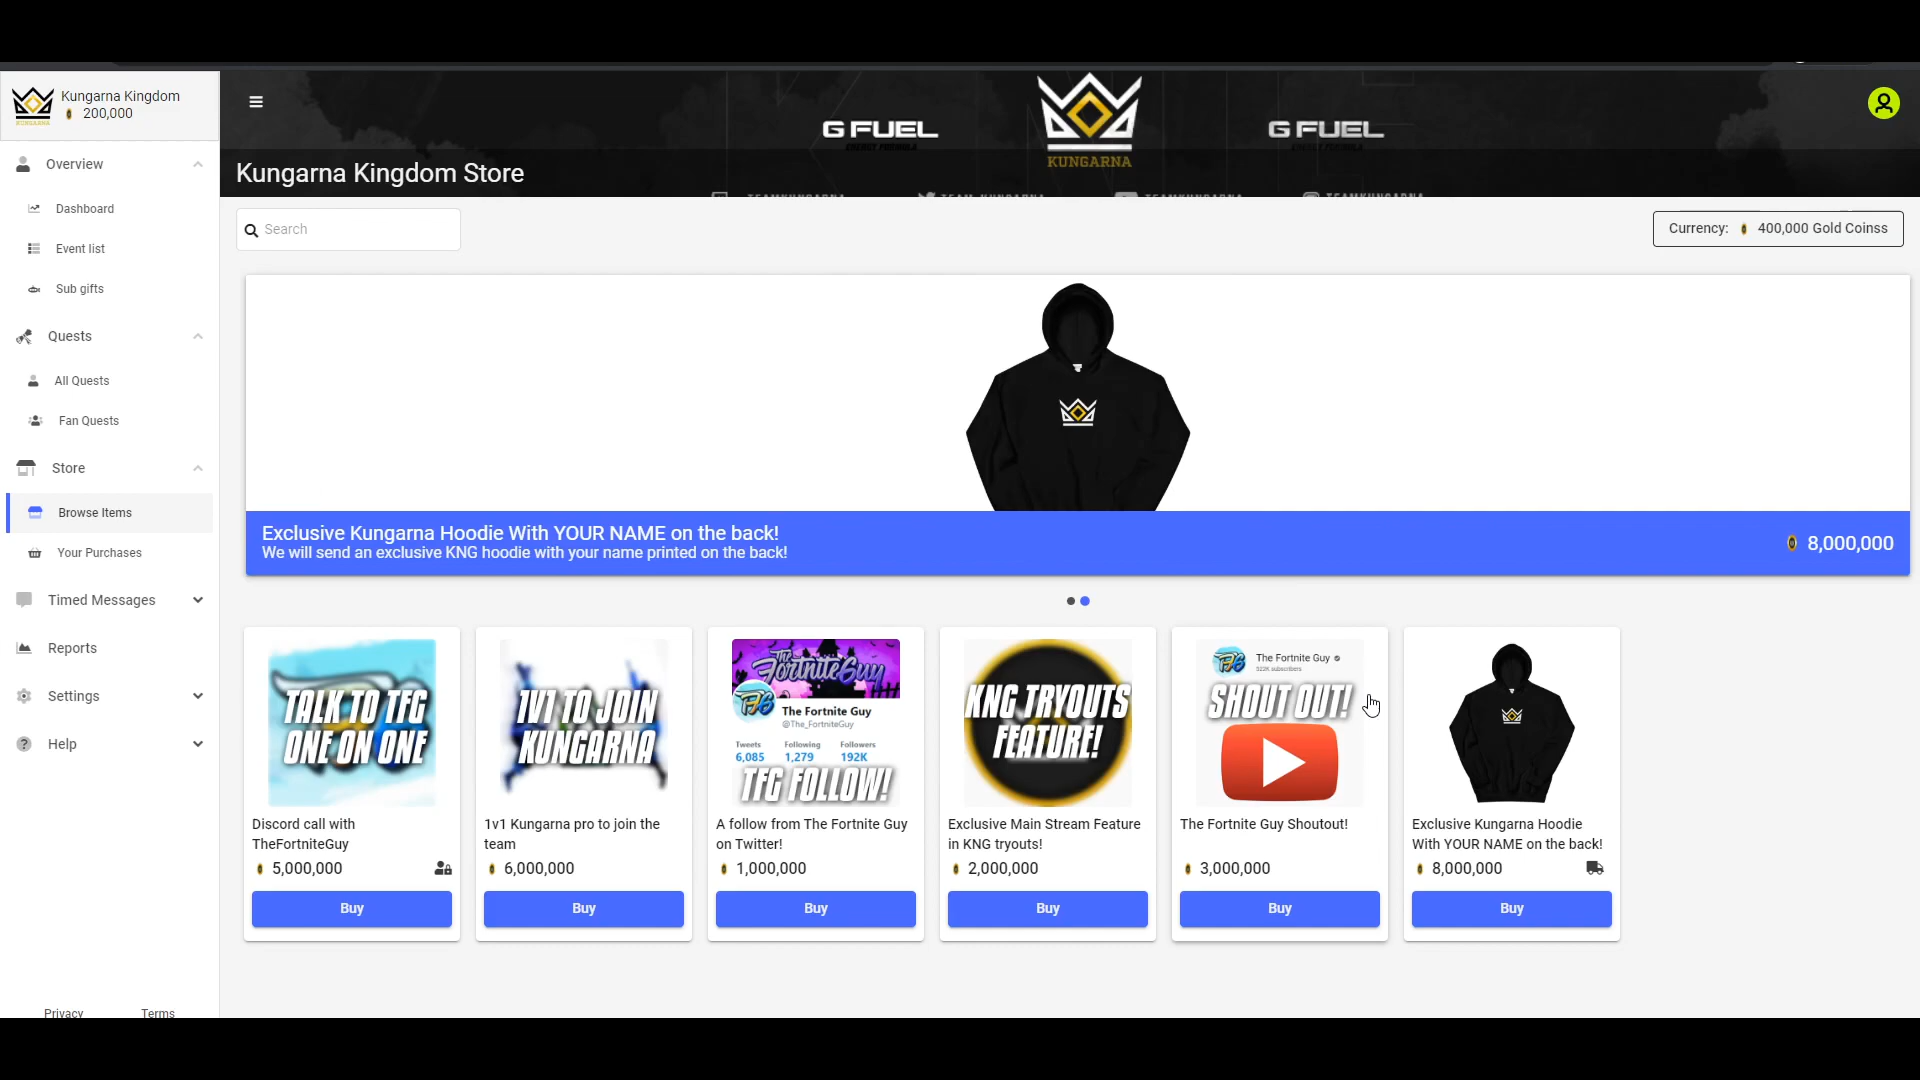 Kungarna Kingdom
200,000
Overview
Dashboard
Event list
Sub gifts
Quests
All Quests
Fan Quests
Store
Browse Items
Your Purchases
Timed Messages
Reports
Settings
Help
Privacy
Terms
G FUEL
ENERGY FORMULA
KUNGARNA
G FUEL
ENERGY FORMULA
Kungarna Kingdom Store
Search
Currency: 400,000 Gold Coinss
Exclusive Kungarna Hoodie With YOUR NAME on the back!
We will send an exclusive KNG hoodie with your name printed on the back!
8,000,000
TALK TO TFG
ONE ON ONE
Discord call with
TheFortniteGuy
5,000,000
Buy
1V1 TO JOIN
KUNGARNA
1v1 Kungarna pro to join the
team
6,000,000
Buy
The FortniteGuy
The Fortnite Guy
@The_FortniteGuy
Tweets Following Followers
6,085 1,279 192K
TFG FOLLOW!
A follow from The Fortnite Guy
on Twitter!
1,000,000
Buy
KNG TRYOUTS
FEATURE!
Exclusive Main Stream Feature
in KNG tryouts!
2,000,000
Buy
The Fortnite Guy
SHOUT OUT!
The Fortnite Guy Shoutout!
3,000,000
Buy
Exclusive Kungarna Hoodie
With YOUR NAME on the back!
8,000,000
Buy